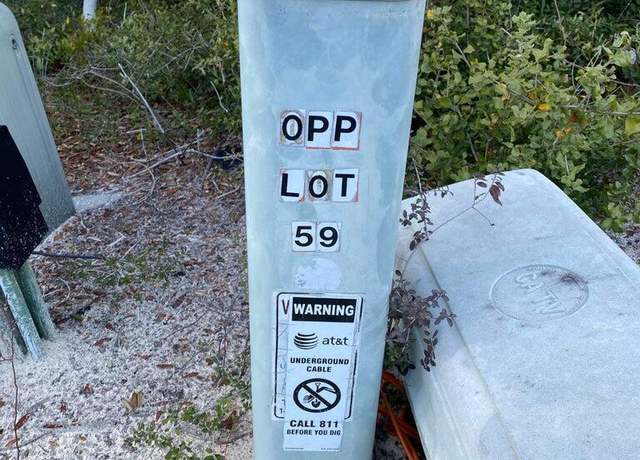 OPP
LOT
59
V WARNING
at&t
UNDERGROUND
CABLE
CALL 811
BEFORE YOU DIG
CATV